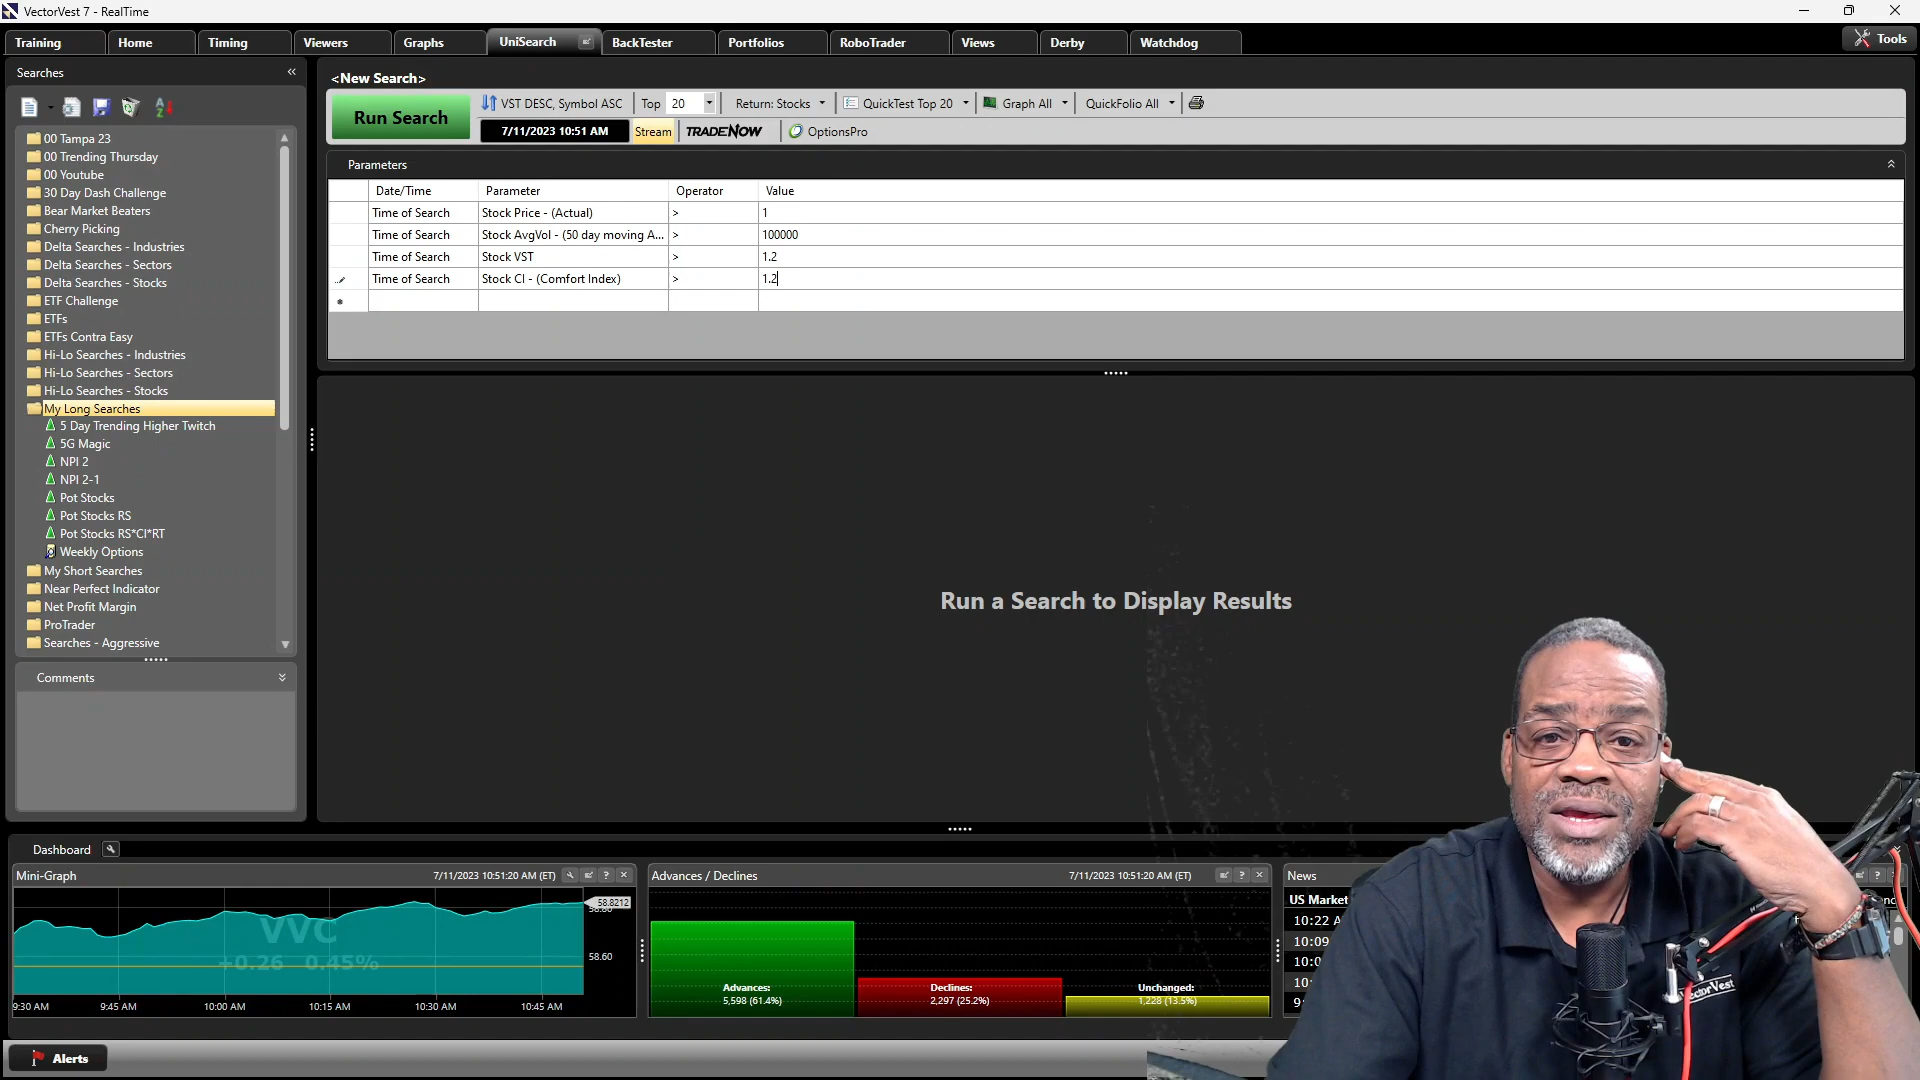 VectorVest 7 - RealTime
Training
Home
Timing
Viewers
Graphs
UniSearch
BackTester
Portfolios
RoboTrader
Views
Derby
Watchdog
Tools
Searches
<New Search>
Run Search
VST DESC, Symbol ASC
Top 20
Return: Stocks
QuickTest Top 20
Graph All
QuickFolio All
7/11/2023 10:51 AM
Stream
TRADENOW
OptionsPro
Parameters
Date/Time Parameter Operator Value
Time of Search Stock Price - (Actual) > 1
Time of Search Stock AvgVol - (50 day moving A... > 100000
Time of Search Stock VST > 1.2
Time of Search Stock CI - (Comfort Index) > 1.2
00 Tampa 23
00 Trending Thursday
00 Youtube
30 Day Dash Challenge
Bear Market Beaters
Cherry Picking
Delta Searches - Industries
Delta Searches - Sectors
Delta Searches - Stocks
ETF Challenge
ETFs
ETFs Contra Easy
Hi-Lo Searches - Industries
Hi-Lo Searches - Sectors
Hi-Lo Searches - Stocks
My Long Searches
5 Day Trending Higher Twitch
5G Magic
NPI 2
NPI 2-1
Pot Stocks
Pot Stocks RS
Pot Stocks RS*CI*RT
Weekly Options
My Short Searches
Near Perfect Indicator
Net Profit Margin
ProTrader
Searches - Aggressive
Comments
Run a Search to Display Results
Dashboard
Mini-Graph 7/11/2023 10:51:20 AM (ET)
58.8212
VVC
+0.26 0.45%
58.60
9:30 AM 9:45 AM 10:00 AM 10:15 AM 10:30 AM 10:45 AM
Advances / Declines 7/11/2023 10:51:20 AM (ET)
Advances:
5,598 (61.4%)
Declines:
2,297 (25.2%)
Unchanged:
1,228 (13.5%)
News
US Market
10:22 A
10:09
VectorVest
Alerts